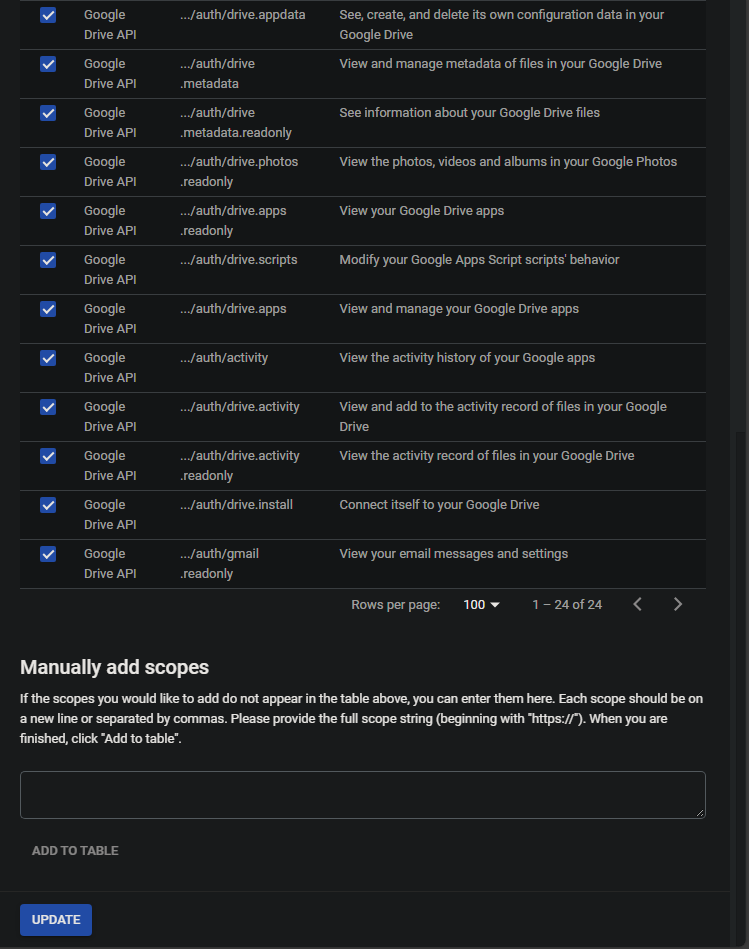 Google .../auth/drive.appdata See, create, and delete its own configuration data in your
Drive API Google Drive
Google .../auth/drive View and manage metadata of files in your Google Drive
Drive API .metadata
Google .../auth/drive See information about your Google Drive files
Drive API .metadata.readonly
Google .../auth/drive.photos View the photos, videos and albums in your Google Photos
Drive API .readonly
Google .../auth/drive.apps View your Google Drive apps
Drive API .readonly
Google .../auth/drive.scripts Modify your Google Apps Script scripts' behavior
Drive API
Google .../auth/drive.apps View and manage your Google Drive apps
Drive API
Google .../auth/activity View the activity history of your Google apps
Drive API
Google .../auth/drive.activity View and add to the activity record of files in your Google
Drive API Drive
Google .../auth/drive.activity View the activity record of files in your Google Drive
Drive API .readonly
Google .../auth/drive.install Connect itself to your Google Drive
Drive API
Google .../auth/gmail View your email messages and settings
Drive API .readonly
Rows per page: 100 1 – 24 of 24
Manually add scopes
If the scopes you would like to add do not appear in the table above, you can enter them here. Each scope should be on
a new line or separated by commas. Please provide the full scope string (beginning with "https://"). When you are
finished, click "Add to table".
ADD TO TABLE
UPDATE